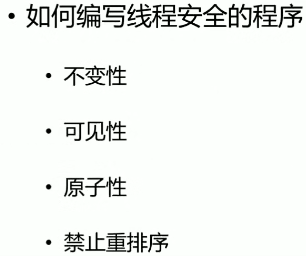 • 如何编写线程安全的程序
• 不变性
• 可见性
• 原子性
• 禁止重排序